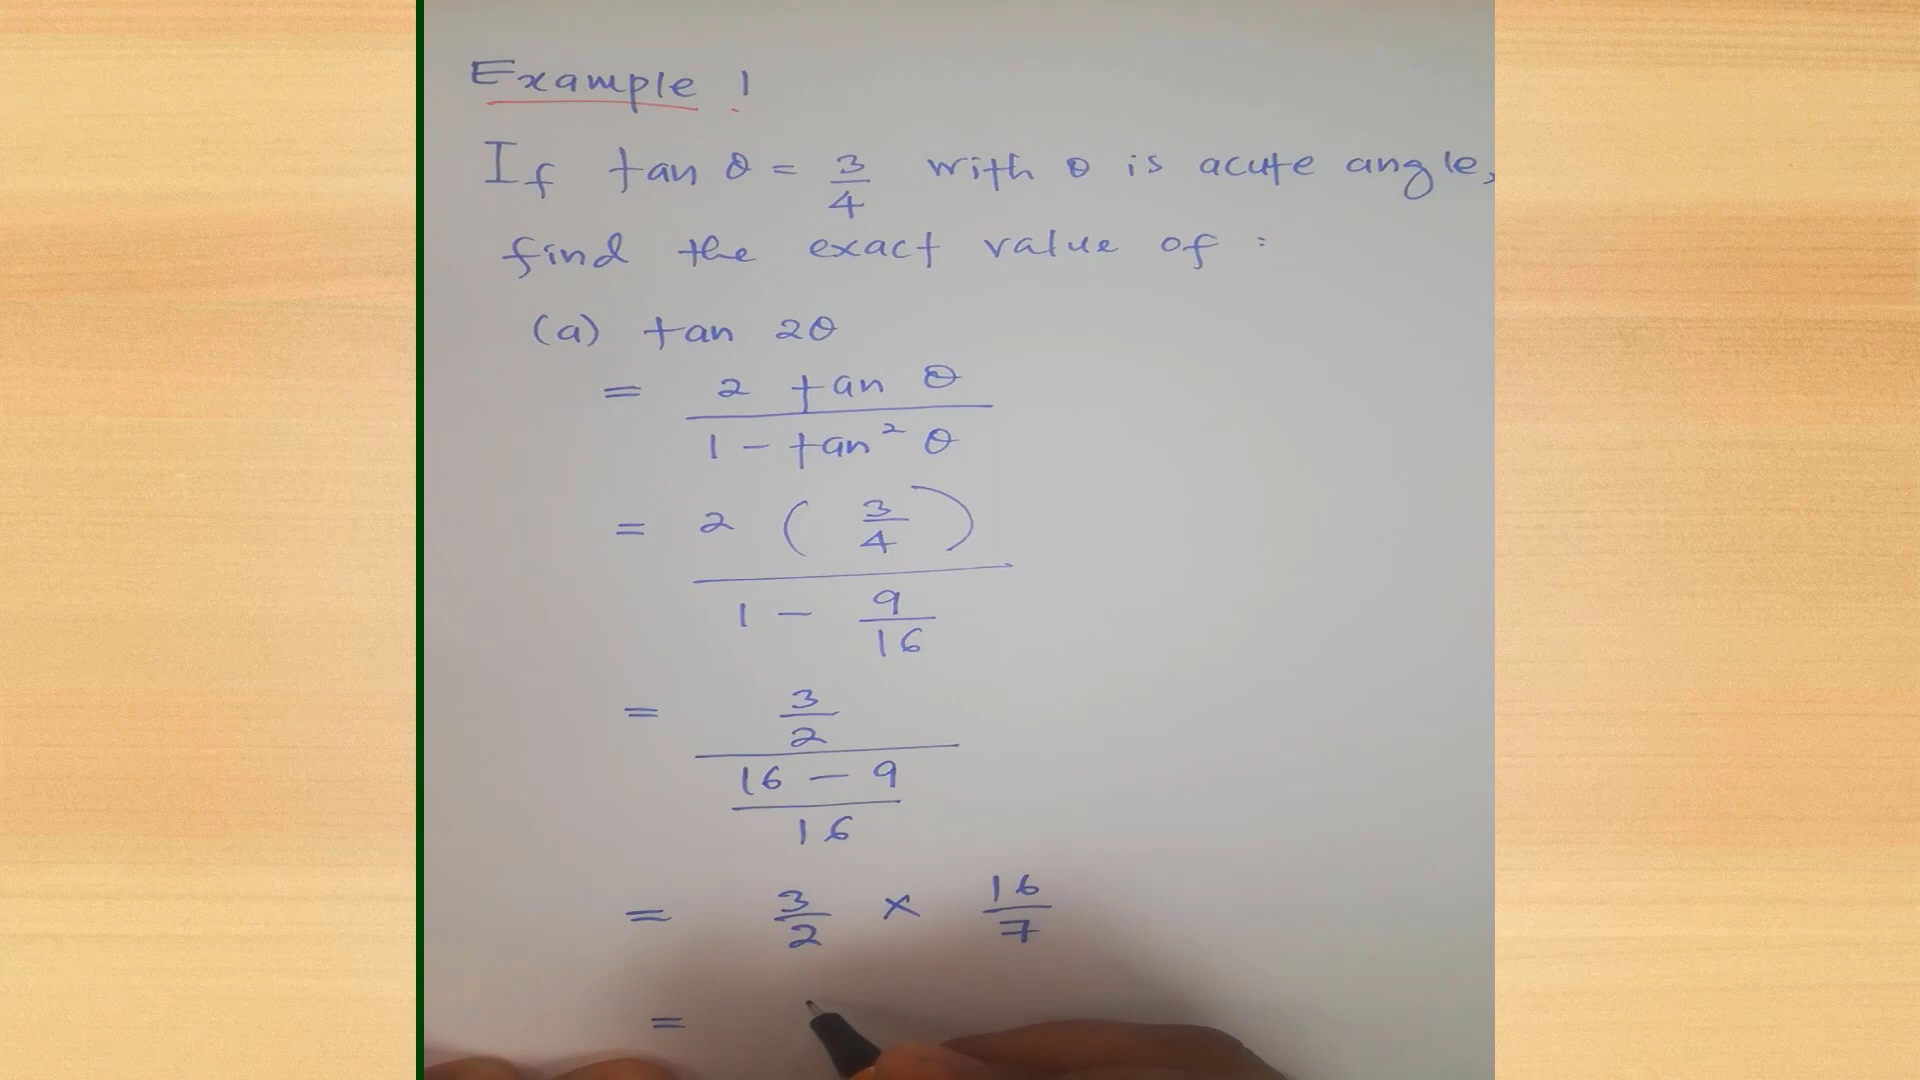 Example 1
If tan θ = 3/4 with θ is acute angle,
find the exact value of :
(a) tan 2θ
= 2 tan θ / 1 - tan² θ
= 2 ( 3/4 ) / 1 - 9/16
= 3/2 / 16 - 9 / 16
= 3/2 × 16/7
=